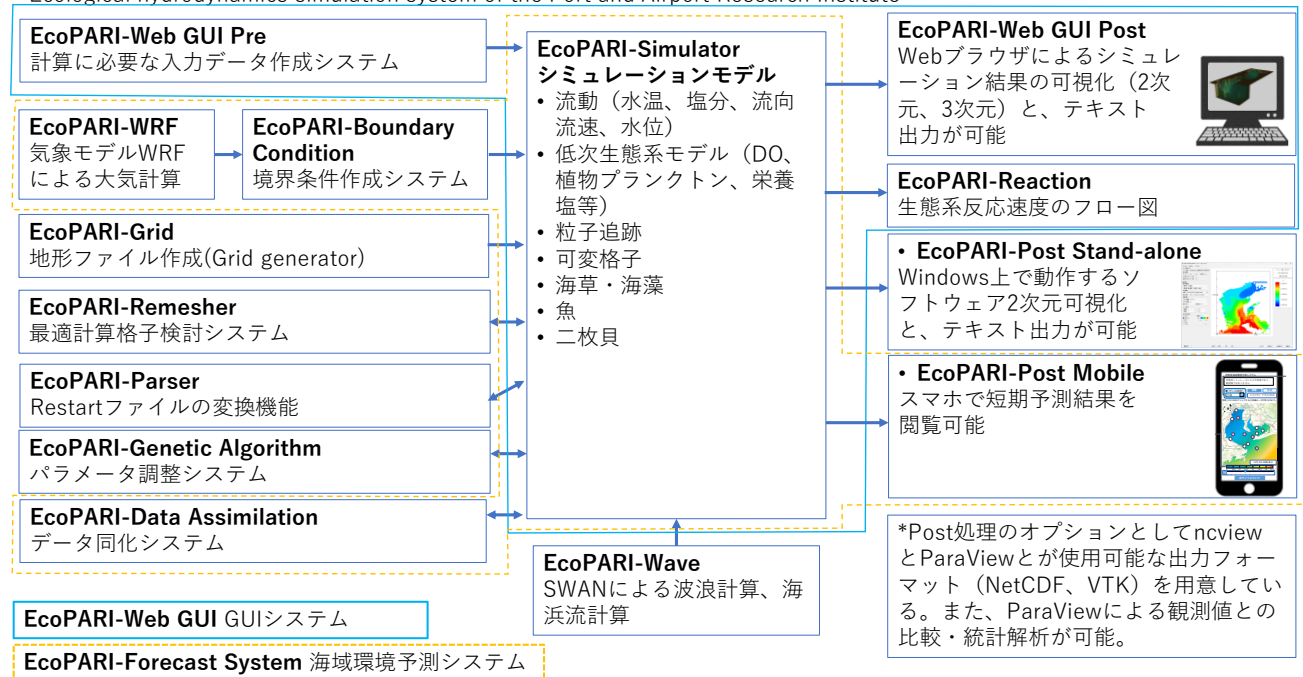 Ecological hydrodynamics simulation system of the Port and Airport Research Institute
EcoPARI-Web GUI Pre
計算に必要な入力データ作成システム
EcoPARI-WRF
気象モデルWRF
による大気計算
EcoPARI-Boundary
Condition
境界条件作成システム
EcoPARI-Grid
地形ファイル作成(Grid generator)
EcoPARI-Remesher
最適計算格子検討システム
EcoPARI-Parser
Restartファイルの変換機能
EcoPARI-Genetic Algorithm
パラメータ調整システム
EcoPARI-Data Assimilation
データ同化システム
EcoPARI-Web GUI GUIシステム
EcoPARI-Forecast System 海域環境予測システム
EcoPARI-Simulator
シミュレーションモデル
• 流動（水温、塩分、流向
流速、水位）
• 低次生態系モデル（DO、
植物プランクトン、栄養
塩等）
• 粒子追跡
• 可変格子
• 海草・海藻
• 魚
• 二枚貝
EcoPARI-Wave
SWANによる波浪計算、海
浜流計算
EcoPARI-Web GUI Post
Webブラウザによるシミュレ
ーション結果の可視化（2次
元、3次元）と、テキスト
出力が可能
EcoPARI-Reaction
生態系反応速度のフロー図
• EcoPARI-Post Stand-alone
Windows上で動作するソ
フトウェア2次元可視化
と、テキスト出力が可能
• EcoPARI-Post Mobile
スマホで短期予測結果を
閲覧可能
*Post処理のオプションとしてncview
とParaViewとが使用可能な出力フォー
マット（NetCDF、VTK）を用意してい
る。また、ParaViewによる観測値との
比較・統計解析が可能。